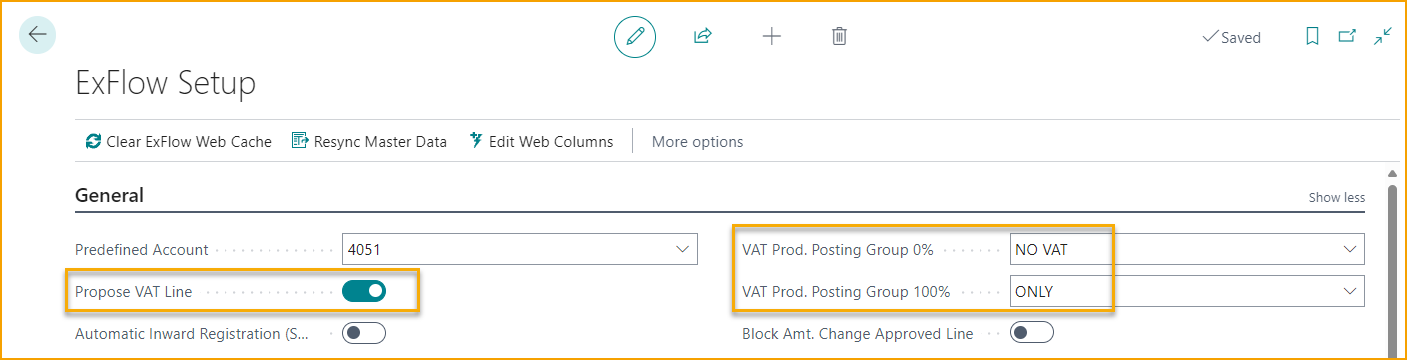 Saved
ExFlow Setup
Clear ExFlow Web Cache Resync Master Data Edit Web Columns More options
General Show less
Predefined Account 4051 VAT Prod. Posting Group 0% NO VAT
Propose VAT Line VAT Prod. Posting Group 100% ONLY
Automatic Inward Registration (S... Block Amt. Change Approved Line